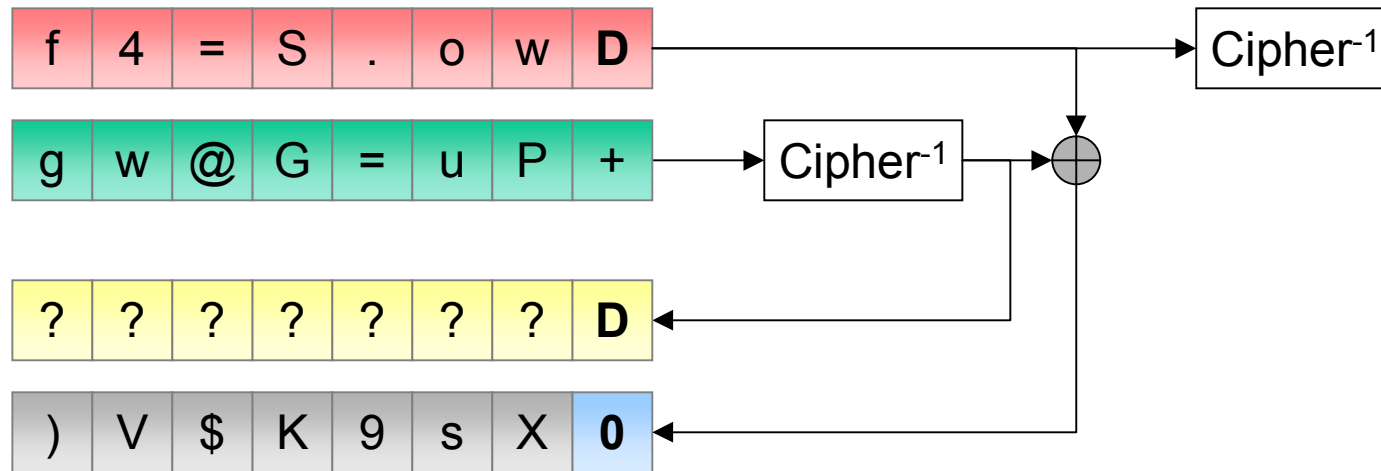 f 4 = S . o w D Cipher-1
g w @ G = u P + Cipher-1
? ? ? ? ? ? ? D
) V $ K 9 s X 0